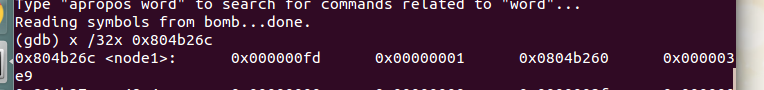 Type "apropos word" to search for commands related to "word"...
Reading symbols from bomb...done.
(gdb) x /32x 0x804b26c
0x804b26c <node1>: 0x000000fd 0x00000001 0x0804b260 0x000003
e9